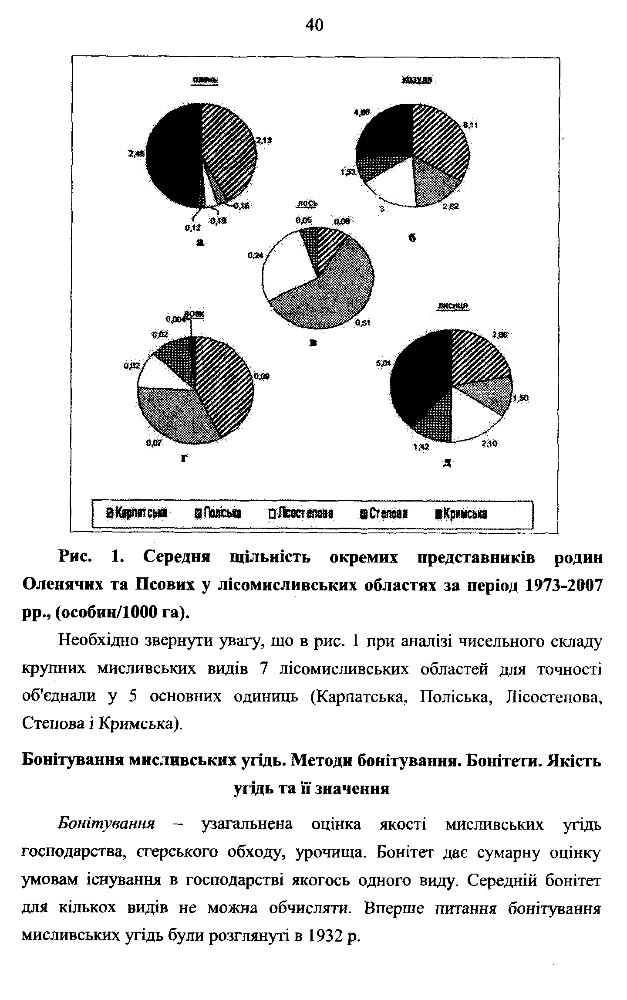 40
олень
козуля
4,66
6,11
2,13
2,48
1,53
0,16
лось
2,82
3
0,19
0,12
0,05
а
б
0,24
лисиця
вовк
0,004
0,51
0,02
в
0,02
5,01
0,09
1,50
0,07
1,42
2,10
г
д
Карпатська Поліська Лісостепова Степова Кримська
Рис. 1. Середня щільність окремих представників родин
Оленячих та Псових у лісомисливських областях за період 1973-2007
рр., (особин/1000 га).
Необхідно звернути увагу, що в рис. 1 при аналізі чисельного складу
крупних мисливських видів 7 лісомисливських областей для точності
об'єднали у 5 основних одиниць (Карпатська, Поліська, Лісостепова,
Степова і Кримська).
Бонітування мисливських угідь. Методи бонітування. Бонітети. Якість
угідь та її значення
Бонітування – узагальнена оцінка якості мисливських угідь
господарства, єгерського обходу, урочища. Бонітет дає сумарну оцінку
умовам існування в господарстві якогось одного виду. Середній бонітет
для кількох видів не можна обчисляти. Вперше питання бонітування
мисливських угідь були розглянуті в 1932 р.